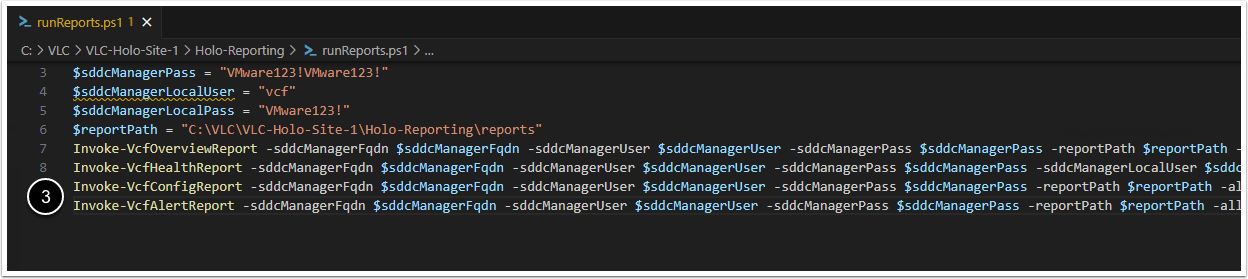 runReports.ps1 1 ×
C: > VLC > VLC-Holo-Site-1 > Holo-Reporting > runReports.ps1 > ...
3 $sddcManagerPass = "VMware123!VMware123!"
4 $sddcManagerLocalUser = "vcf"
5 $sddcManagerLocalPass = "VMware123!"
6 $reportPath = "C:\VLC\VLC-Holo-Site-1\Holo-Reporting\reports"
7 Invoke-VcfOverviewReport -sddcManagerFqdn $sddcManagerFqdn -sddcManagerUser $sddcManagerUser -sddcManagerPass $sddcManagerPass -reportPath $reportPath -
8 Invoke-VcfHealthReport -sddcManagerFqdn $sddcManagerFqdn -sddcManagerUser $sddcManagerUser -sddcManagerPass $sddcManagerPass -sddcManagerLocalUser $sddc
3 Invoke-VcfConfigReport -sddcManagerFqdn $sddcManagerFqdn -sddcManagerUser $sddcManagerUser -sddcManagerPass $sddcManagerPass -reportPath $reportPath -al
Invoke-VcfAlertReport -sddcManagerFqdn $sddcManagerFqdn -sddcManagerUser $sddcManagerUser -sddcManagerPass $sddcManagerPass -reportPath $reportPath -all